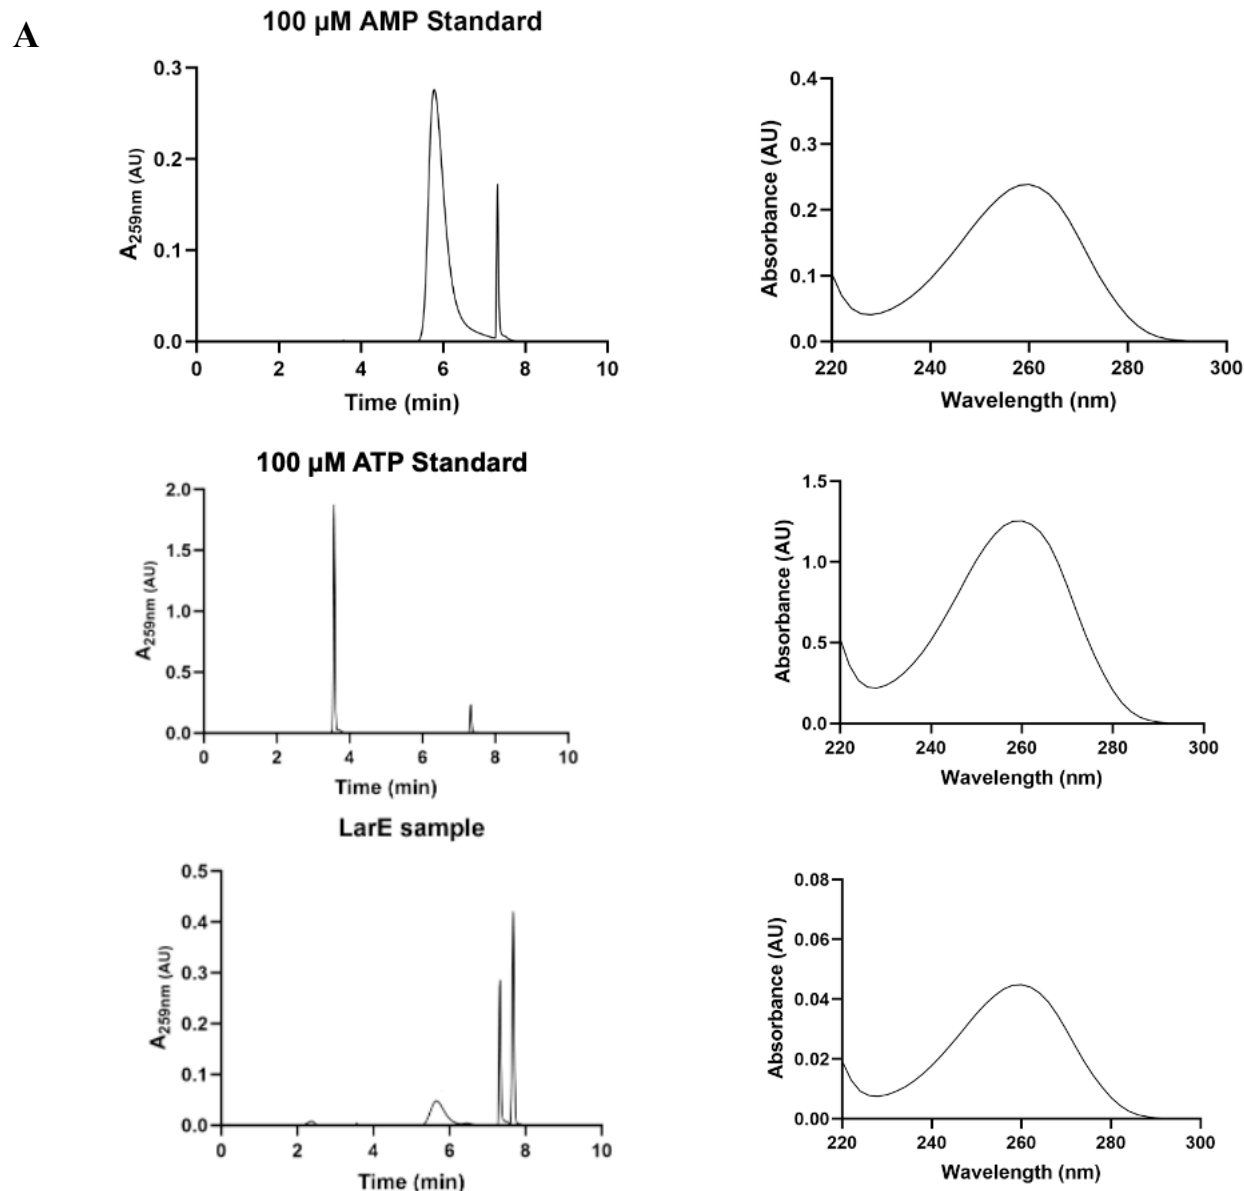 A
100 µM AMP Standard
0.3
0.2
0.1
0.0
A259nm (AU)
0 2 4 6 8 10
Time (min)
0.4
0.3
0.2
0.1
0.0
Absorbance (AU)
220 240 260 280 300
Wavelength (nm)
100 µM ATP Standard
2.0
1.5
1.0
0.5
0.0
A259nm (AU)
0 2 4 6 8 10
Time (min)
1.5
1.0
0.5
0.0
Absorbance (AU)
220 240 260 280 300
Wavelength (nm)
LarE sample
0.5
0.4
0.3
0.2
0.1
0.0
A259nm (AU)
0 2 4 6 8 10
Time (min)
0.08
0.06
0.04
0.02
0.00
Absorbance (AU)
220 240 260 280 300
Wavelength (nm)